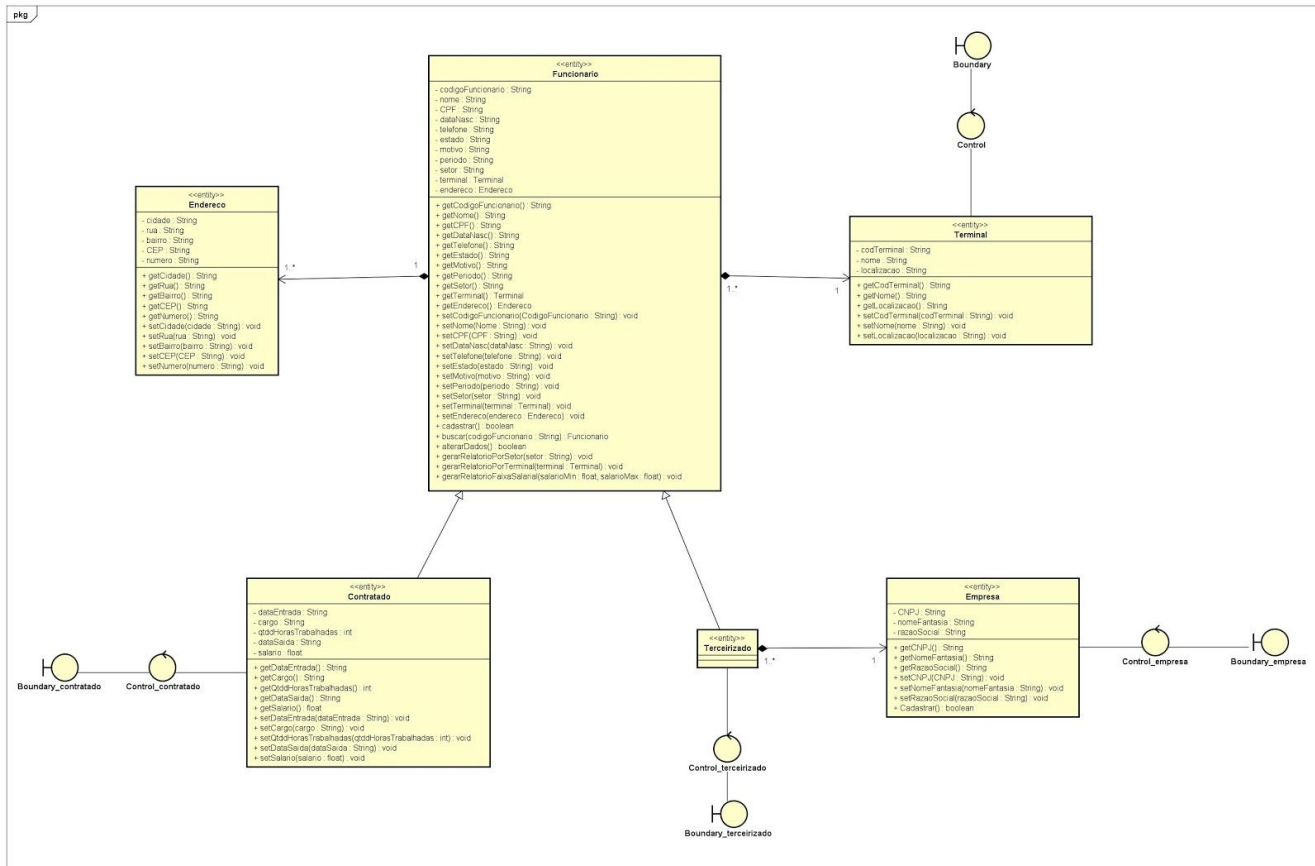 pkg
Boundary
Control
<<entity>>
Funcionario
- codigoFuncionario : String
- nome : String
- CPF : String
- dataNasc : String
- telefone : String
- estado : String
- motivo : String
- periodo : String
- setor : String
- terminal : Terminal
- endereco : Endereco
+ getCodigoFuncionario() : String
+ getNome() : String
+ getCPF() : String
+ getDataNasc() : String
+ getTelefone() : String
+ getEstado() : String
+ getMotivo() : String
+ getPeriodo() : String
+ getSetor() : String
+ getTerminal() : Terminal
+ getEndereco() : Endereco
+ setCodigoFuncionario(CodigoFuncionario : String) : void
+ setNome(Nome : String) : void
+ setCPF(CPF : String) : void
+ setDataNasc(dataNasc : String) : void
+ setTelefone(telefone : String) : void
+ setEstado(estado : String) : void
+ setMotivo(motivo : String) : void
+ setPeriodo(periodo : String) : void
+ setSetor(setor : String) : void
+ setTerminal(terminal : Terminal) : void
+ setEndereco(endereco : Endereco) : void
+ cadastrar() : boolean
+ buscar(codigoFuncionario : String) : Funcionario
+ alterarDados() : boolean
+ gerarRelatorioPorSetor(setor : String) : void
+ gerarRelatorioPorTerminal(terminal : Terminal) : void
+ gerarRelatorioFaixaSalarial(salarioMin : float, salarioMax : float) : void
<<entity>>
Endereco
- cidade : String
- rua : String
- bairro : String
- CEP : String
- numero : String
+ getCidade() : String
+ getRua() : String
+ getBairro() : String
+ getCEP() : String
+ getNumero() : String
+ setCidade(cidade : String) : void
+ setRua(rua : String) : void
+ setBairro(bairro : String) : void
+ setCEP(CEP : String) : void
+ setNumero(numero : String) : void
1..*
1
1..*
1
<<entity>>
Terminal
- codTerminal : String
- nome : String
- localizacao : String
+ getCodTerminal() : String
+ getNome() : String
+ getLocalizacao() : String
+ setCodTerminal(codTerminal : String) : void
+ setNome(nome : String) : void
+ setLocalizacao(localizacao : String) : void
<<entity>>
Contratado
- dataEntrada : String
- cargo : String
- qtddHorasTrabalhadas : int
- dataSaida : String
- salario : float
+ getDataEntrada() : String
+ getCargo() : String
+ getQtddHorasTrabalhadas() : int
+ getDataSaida() : String
+ getSalario() : float
+ setDataEntrada(dataEntrada : String) : void
+ setCargo(cargo : String) : void
+ setQtddHorasTrabalhadas(qtddHorasTrabalhadas : int) : void
+ setDataSaida(dataSaida : String) : void
+ setSalario(salario : float) : void
Boundary_contratado
Control_contratado
<<entity>>
Terceirizado
1..*
1
<<entity>>
Empresa
- CNPJ : String
- nomeFantasia : String
- razaoSocial : String
+ getCNPJ() : String
+ getNomeFantasia() : String
+ getRazaoSocial() : String
+ setCNPJ(CNPJ : String) : void
+ setNomeFantasia(nomeFantasia : String) : void
+ setRazaoSocial(razaoSocial : String) : void
+ Cadastrar() : boolean
Control_empresa
Boundary_empresa
Control_terceirizado
Boundary_terceirizado